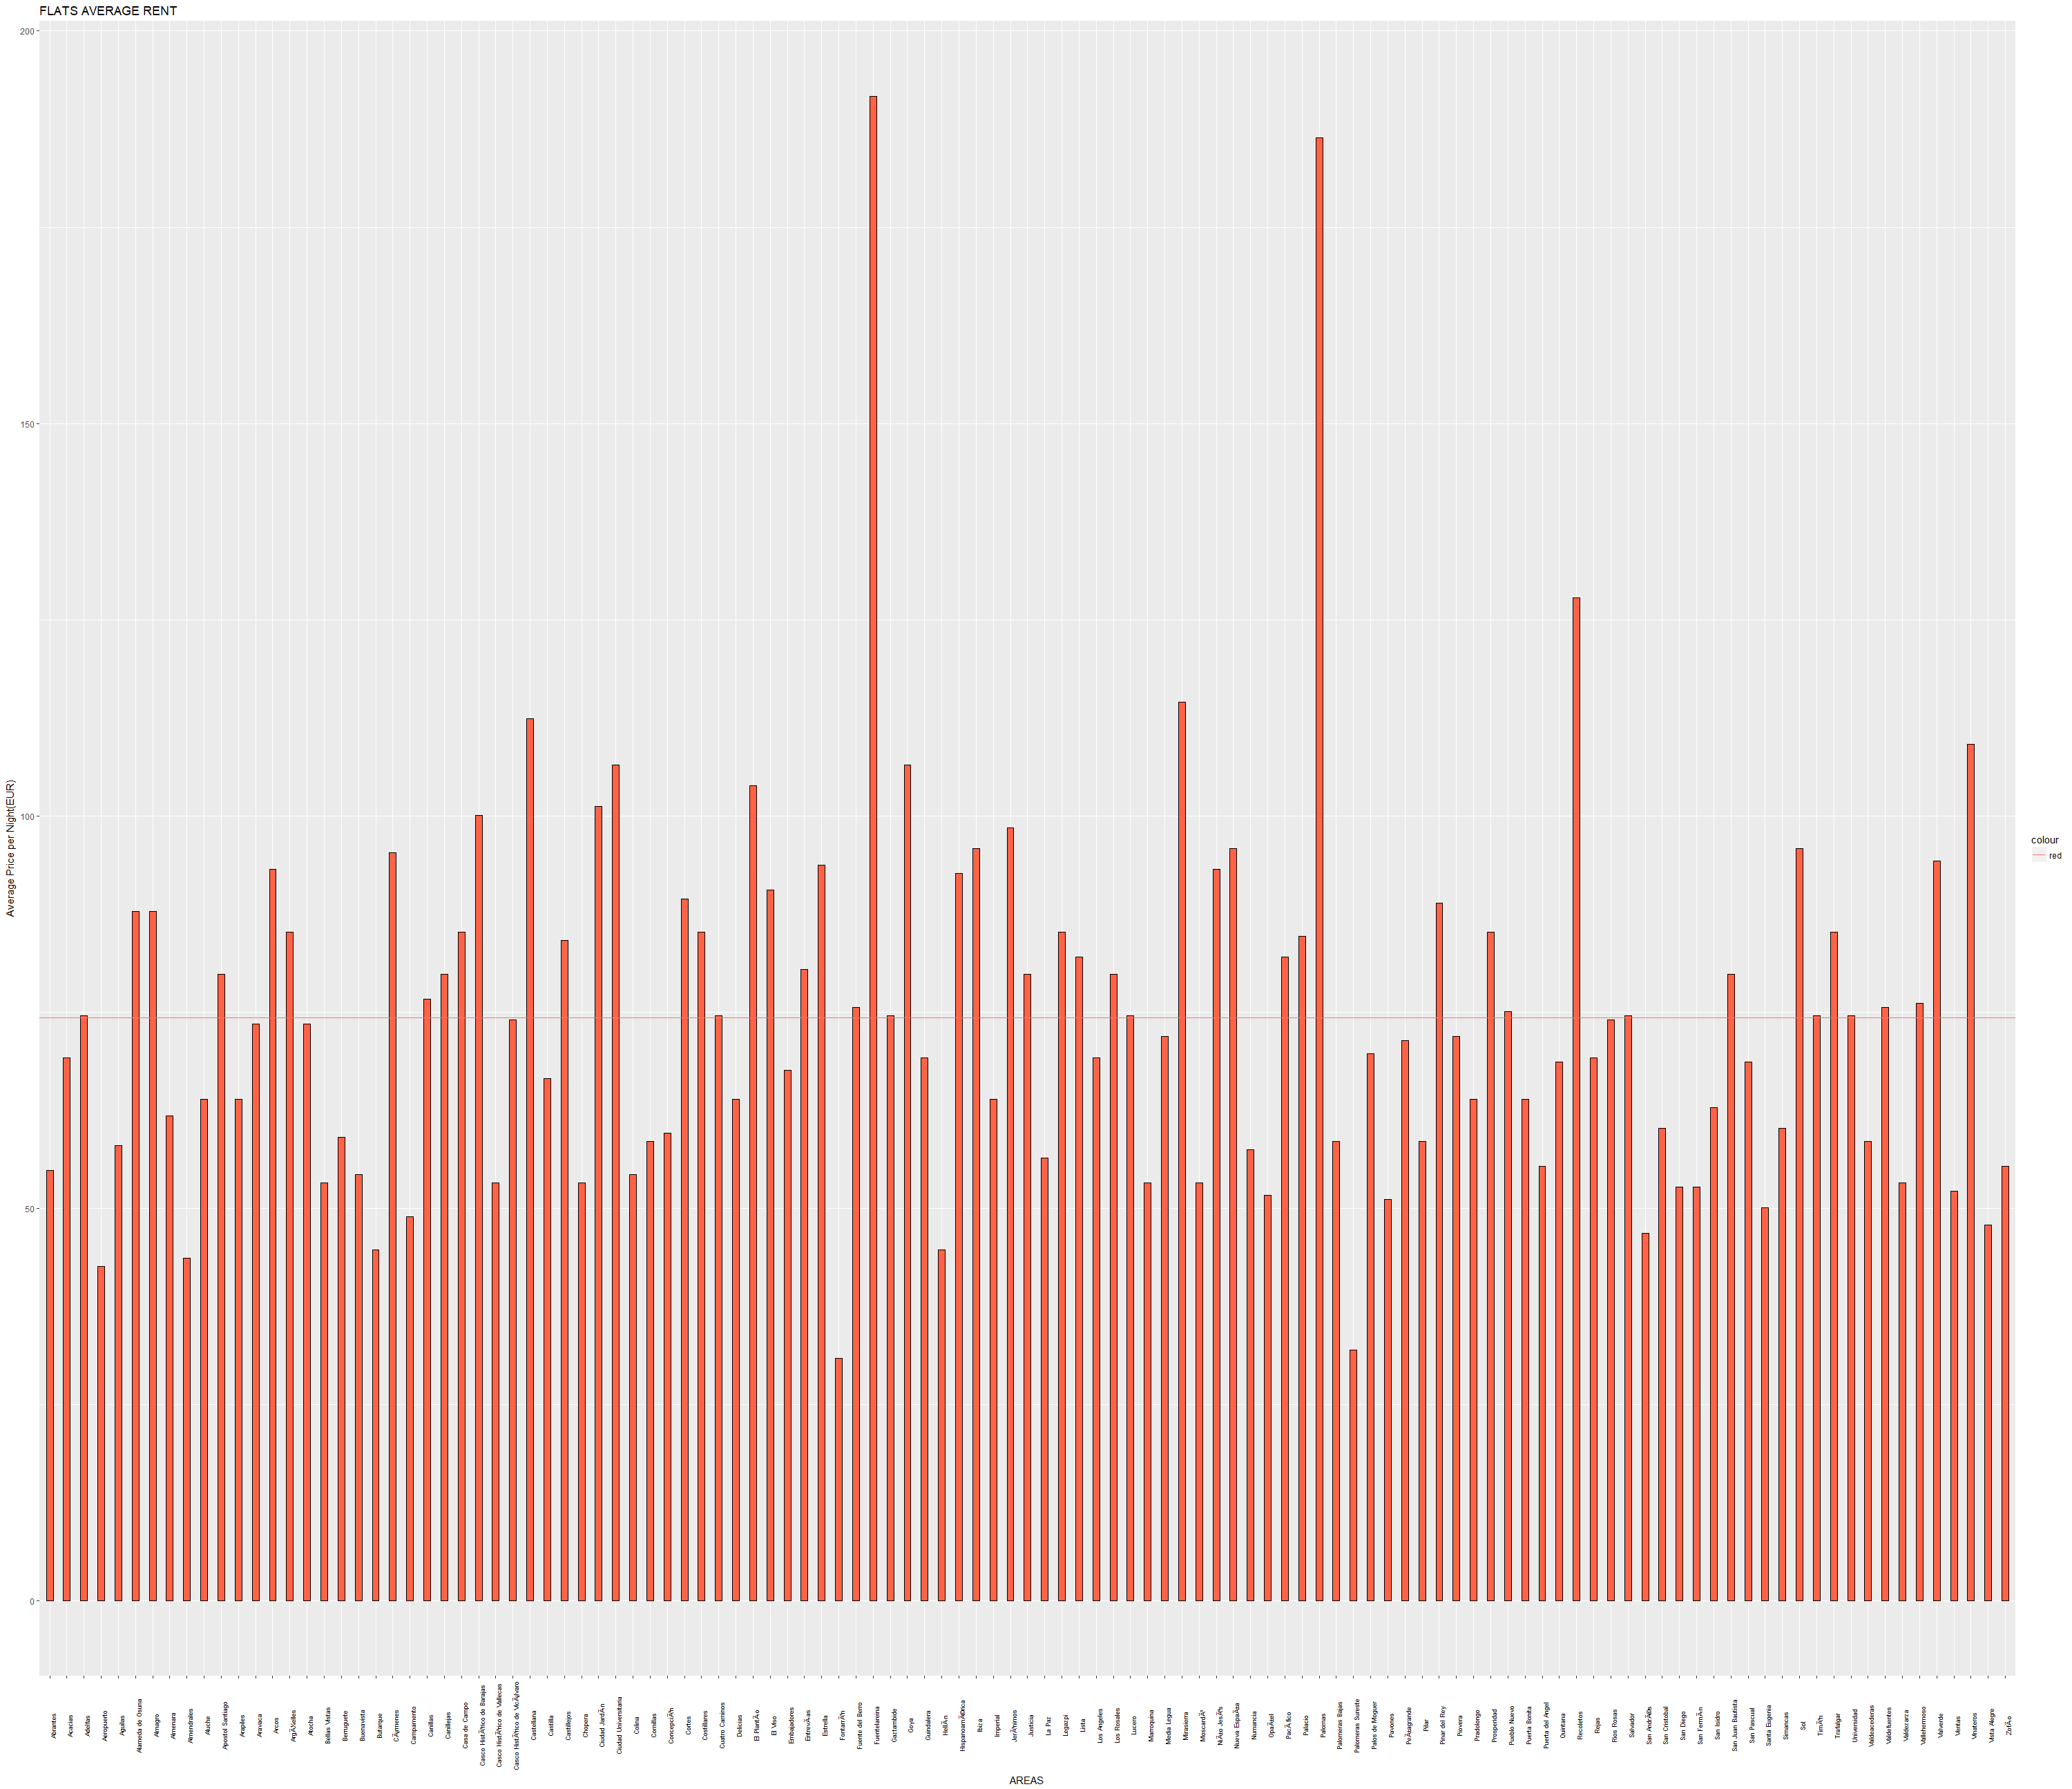 FLATS AVERAGE RENT
200
150
100
50
0
Average Price per Night(EUR)
colour
red
Abrantes
Acacias
Adelfas
Aeropuerto
Aguilas
Alameda de Osuna
Almagro
Almenara
Almendrales
Aluche
Apostol Santiago
Arapiles
Aravaca
Arcos
Atocha
Bellas Vistas
Berruguete
Buenavista
Butarque
Campamento
Canillas
Canillejas
Casa de Campo
Castellana
Castilla
Castillejos
Chopera
Ciudad Universitaria
Colina
Comillas
Cortes
Costillares
Cuatro Caminos
Delicias
El Viso
Embajadores
Estrella
Fuente del Berro
Fuentelareina
Gaztambide
Goya
Guindalera
Ibiza
Imperial
Justicia
La Paz
Legazpi
Lista
Los Angeles
Los Rosales
Lucero
Marroquina
Media Legua
Mirasierra
Numancia
Palacio
Palomas
Palomeras Bajas
Palomeras Sureste
Palos de Moguer
Pavones
Pilar
Pinar del Rey
Piovera
Pradolongo
Prosperidad
Pueblo Nuevo
Puerta Bonita
Puerta del Angel
Quintana
Recoletos
Rejas
Rios Rosas
Salvador
San Cristobal
San Diego
San Isidro
San Juan Bautista
San Pascual
Santa Eugenia
Simancas
Sol
Trafalgar
Universidad
Valdeacederas
Valdefuentes
Valdezarza
Vallehermoso
Valverde
Ventas
Vinateros
Vista Alegre
AREAS